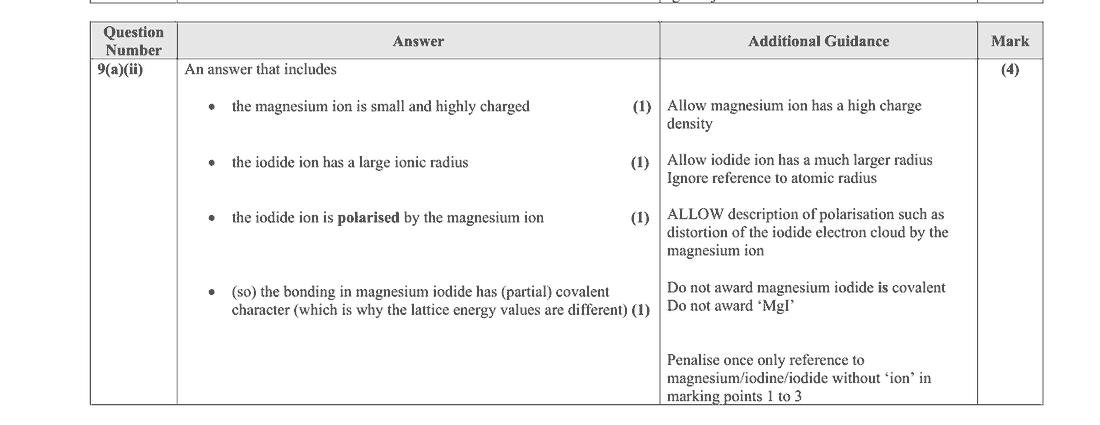 Question
Number
Answer
Additional Guidance
Mark
9(a)(ii)
An answer that includes
(4)
• the magnesium ion is small and highly charged (1)
Allow magnesium ion has a high charge
density
• the iodide ion has a large ionic radius (1)
Allow iodide ion has a much larger radius
Ignore reference to atomic radius
• the iodide ion is polarised by the magnesium ion (1)
ALLOW description of polarisation such as
distortion of the iodide electron cloud by the
magnesium ion
• (so) the bonding in magnesium iodide has (partial) covalent
character (which is why the lattice energy values are different) (1)
Do not award magnesium iodide is covalent
Do not award ‘MgI’
Penalise once only reference to
magnesium/iodine/iodide without ‘ion’ in
marking points 1 to 3